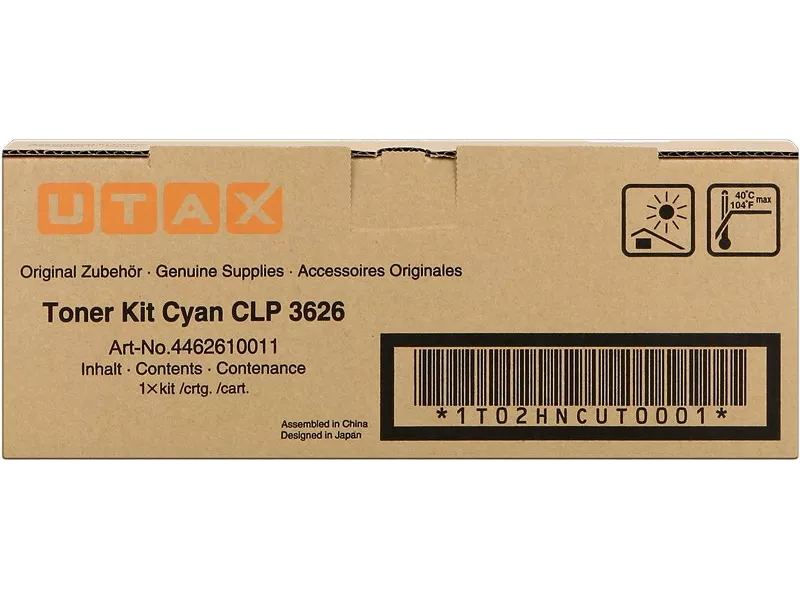 UTAX
40°C
104°F max
Original Zubehör · Genuine Supplies · Accessoires Originales
Toner Kit Cyan CLP 3626
Art-No.4462610011
Inhalt · Contents · Contenance
1×kit /crtg. /cart.
Assembled in China
Designed in Japan
*1T02HNCUT0001*